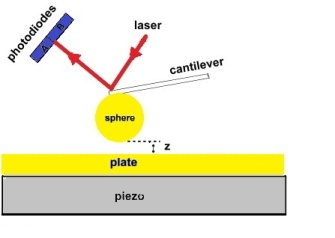 photodiodes
A B
laser
cantilever
sphere
z
plate
piezo